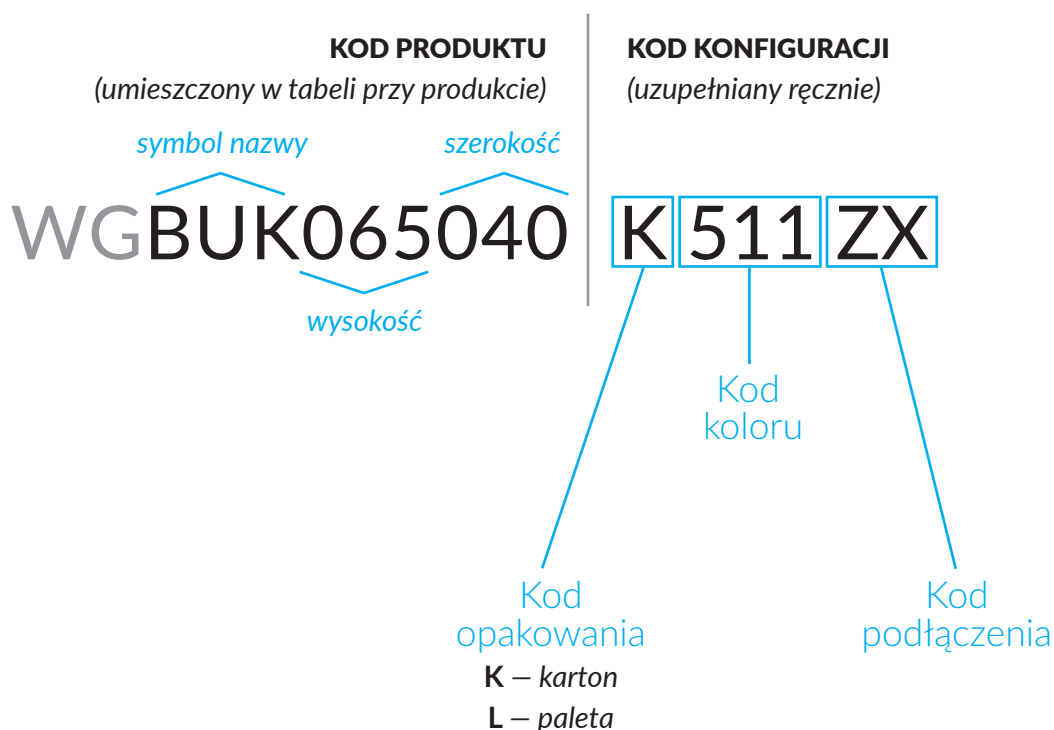 KOD PRODUKTU
(umieszczony w tabeli przy produkcie)
KOD KONFIGURACJI
(uzupełniany ręcznie)
symbol nazwy
szerokość
WGBUK065040 K 511 ZX
wysokość
Kod
koloru
Kod
opakowania
K — karton
L — paleta
Kod
podłączenia